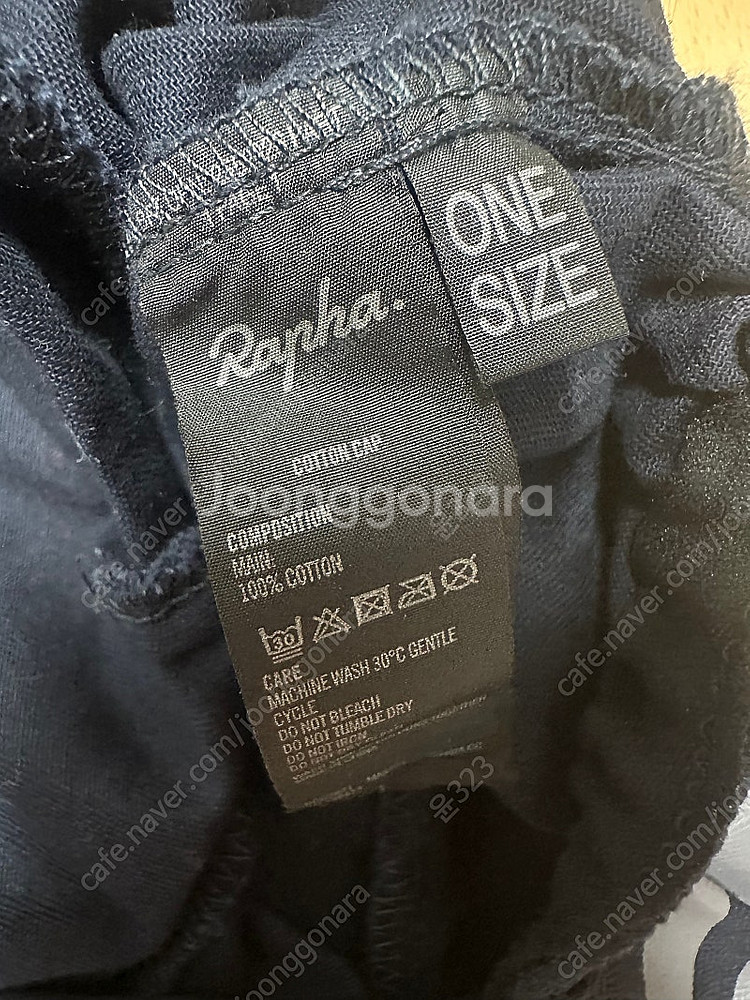 ONE
SIZE
Rapha.
COTTON CAP
Joonggonara
COMPOSITION
MAIN:
100% COTTON
30
CARE
MACHINE WASH 30°C GENTLE
CYCLE
DO NOT BLEACH
DO NOT TUMBLE DRY
DO NOT IRON
cafe.naver.com/joonggonara
윤323